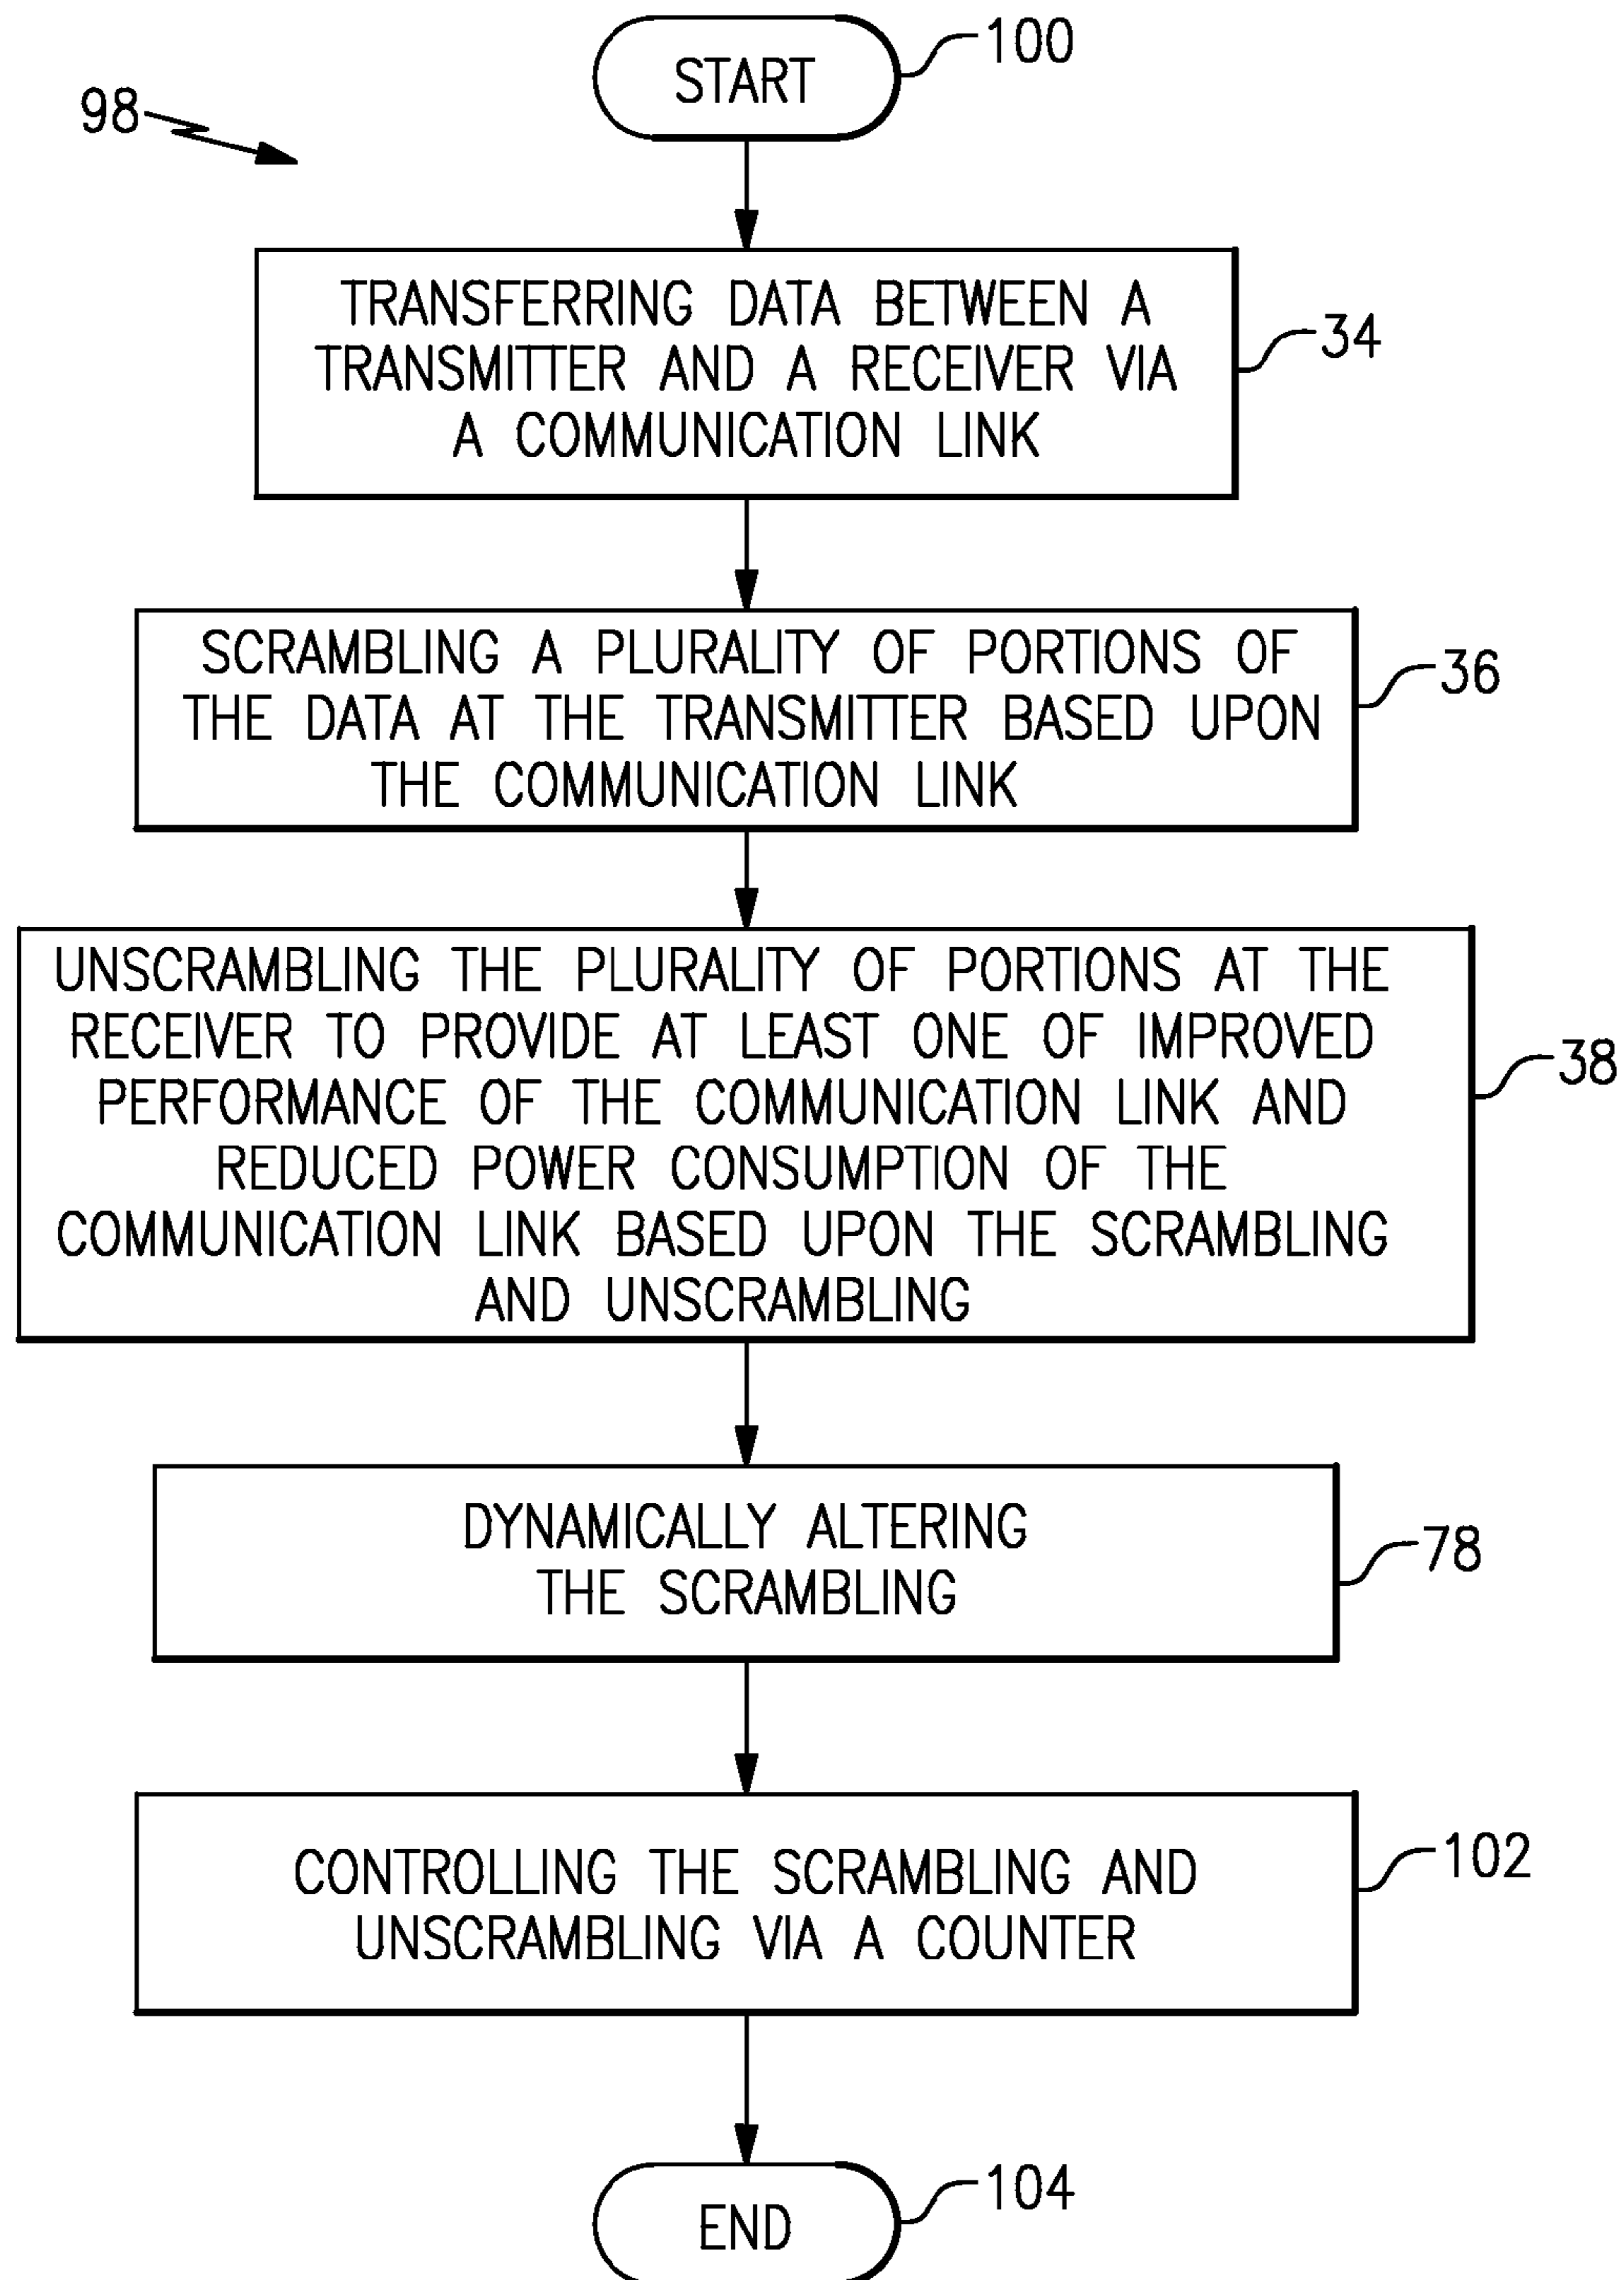 START
100
98
TRANSFERRING DATA BETWEEN A
TRANSMITTER AND A RECEIVER VIA
A COMMUNICATION LINK
34
SCRAMBLING A PLURALITY OF PORTIONS OF
THE DATA AT THE TRANSMITTER BASED UPON
THE COMMUNICATION LINK
36
UNSCRAMBLING THE PLURALITY OF PORTIONS AT THE
RECEIVER TO PROVIDE AT LEAST ONE OF IMPROVED
PERFORMANCE OF THE COMMUNICATION LINK AND
REDUCED POWER CONSUMPTION OF THE
COMMUNICATION LINK BASED UPON THE SCRAMBLING
AND UNSCRAMBLING
38
DYNAMICALLY ALTERING
THE SCRAMBLING
78
CONTROLLING THE SCRAMBLING AND
UNSCRAMBLING VIA A COUNTER
102
END
104